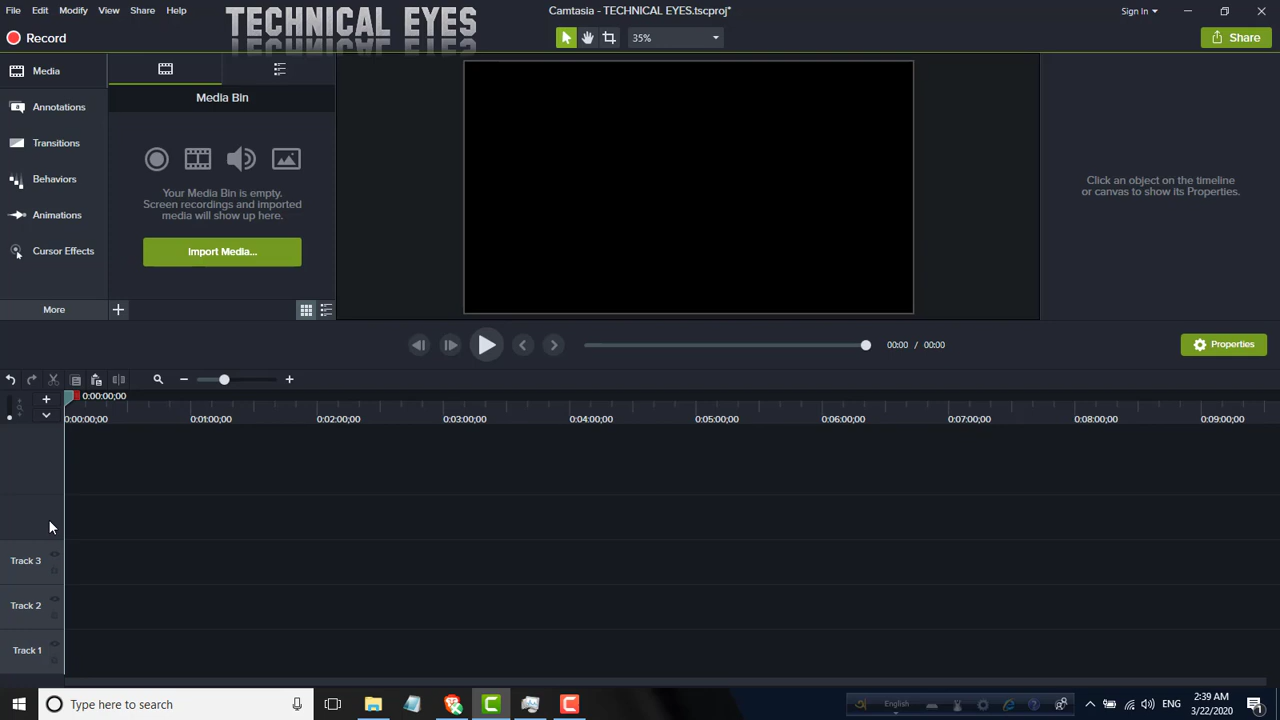 File Edit Modify View Share Help
TECHNICAL EYES
Camtasia - TECHNICAL EYES.tscproj*
Sign In
Record
35%
Share
Media
Annotations
Transitions
Behaviors
Animations
Cursor Effects
More
Media Bin
Your Media Bin is empty.
Screen recordings and imported
media will show up here.
Import Media...
Click an object on the timeline
or canvas to show its Properties.
00:00 / 00:00
Properties
0:00:00;00
0:00:00;00 0:01:00;00 0:02:00;00 0:03:00;00 0:04:00;00 0:05:00;00 0:06:00;00 0:07:00;00 0:08:00;00 0:09:00;00
Track 3
Track 2
Track 1
Type here to search
English
ENG
2:39 AM
3/22/2020